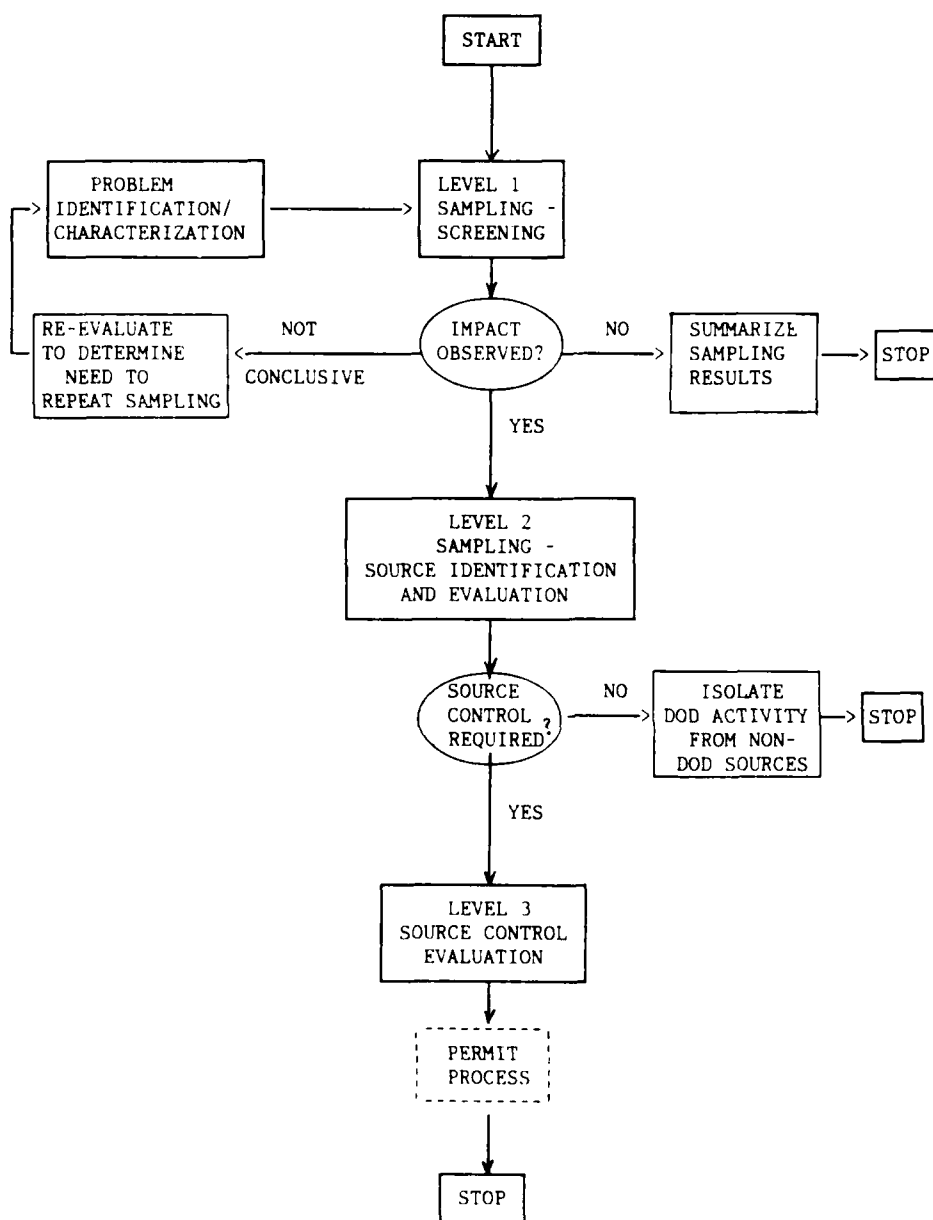 START
PROBLEM
IDENTIFICATION/
CHARACTERIZATION
LEVEL 1
SAMPLING -
SCREENING
RE-EVALUATE
TO DETERMINE
NEED TO
REPEAT SAMPLING
NOT
CONCLUSIVE
IMPACT
OBSERVED?
NO
SUMMARIZE
SAMPLING
RESULTS
STOP
YES
LEVEL 2
SAMPLING -
SOURCE IDENTIFICATION
AND EVALUATION
SOURCE
CONTROL
REQUIRED?
NO
ISOLATE
DOD ACTIVITY
FROM NON-
DOD SOURCES
STOP
YES
LEVEL 3
SOURCE CONTROL
EVALUATION
PERMIT
PROCESS
STOP